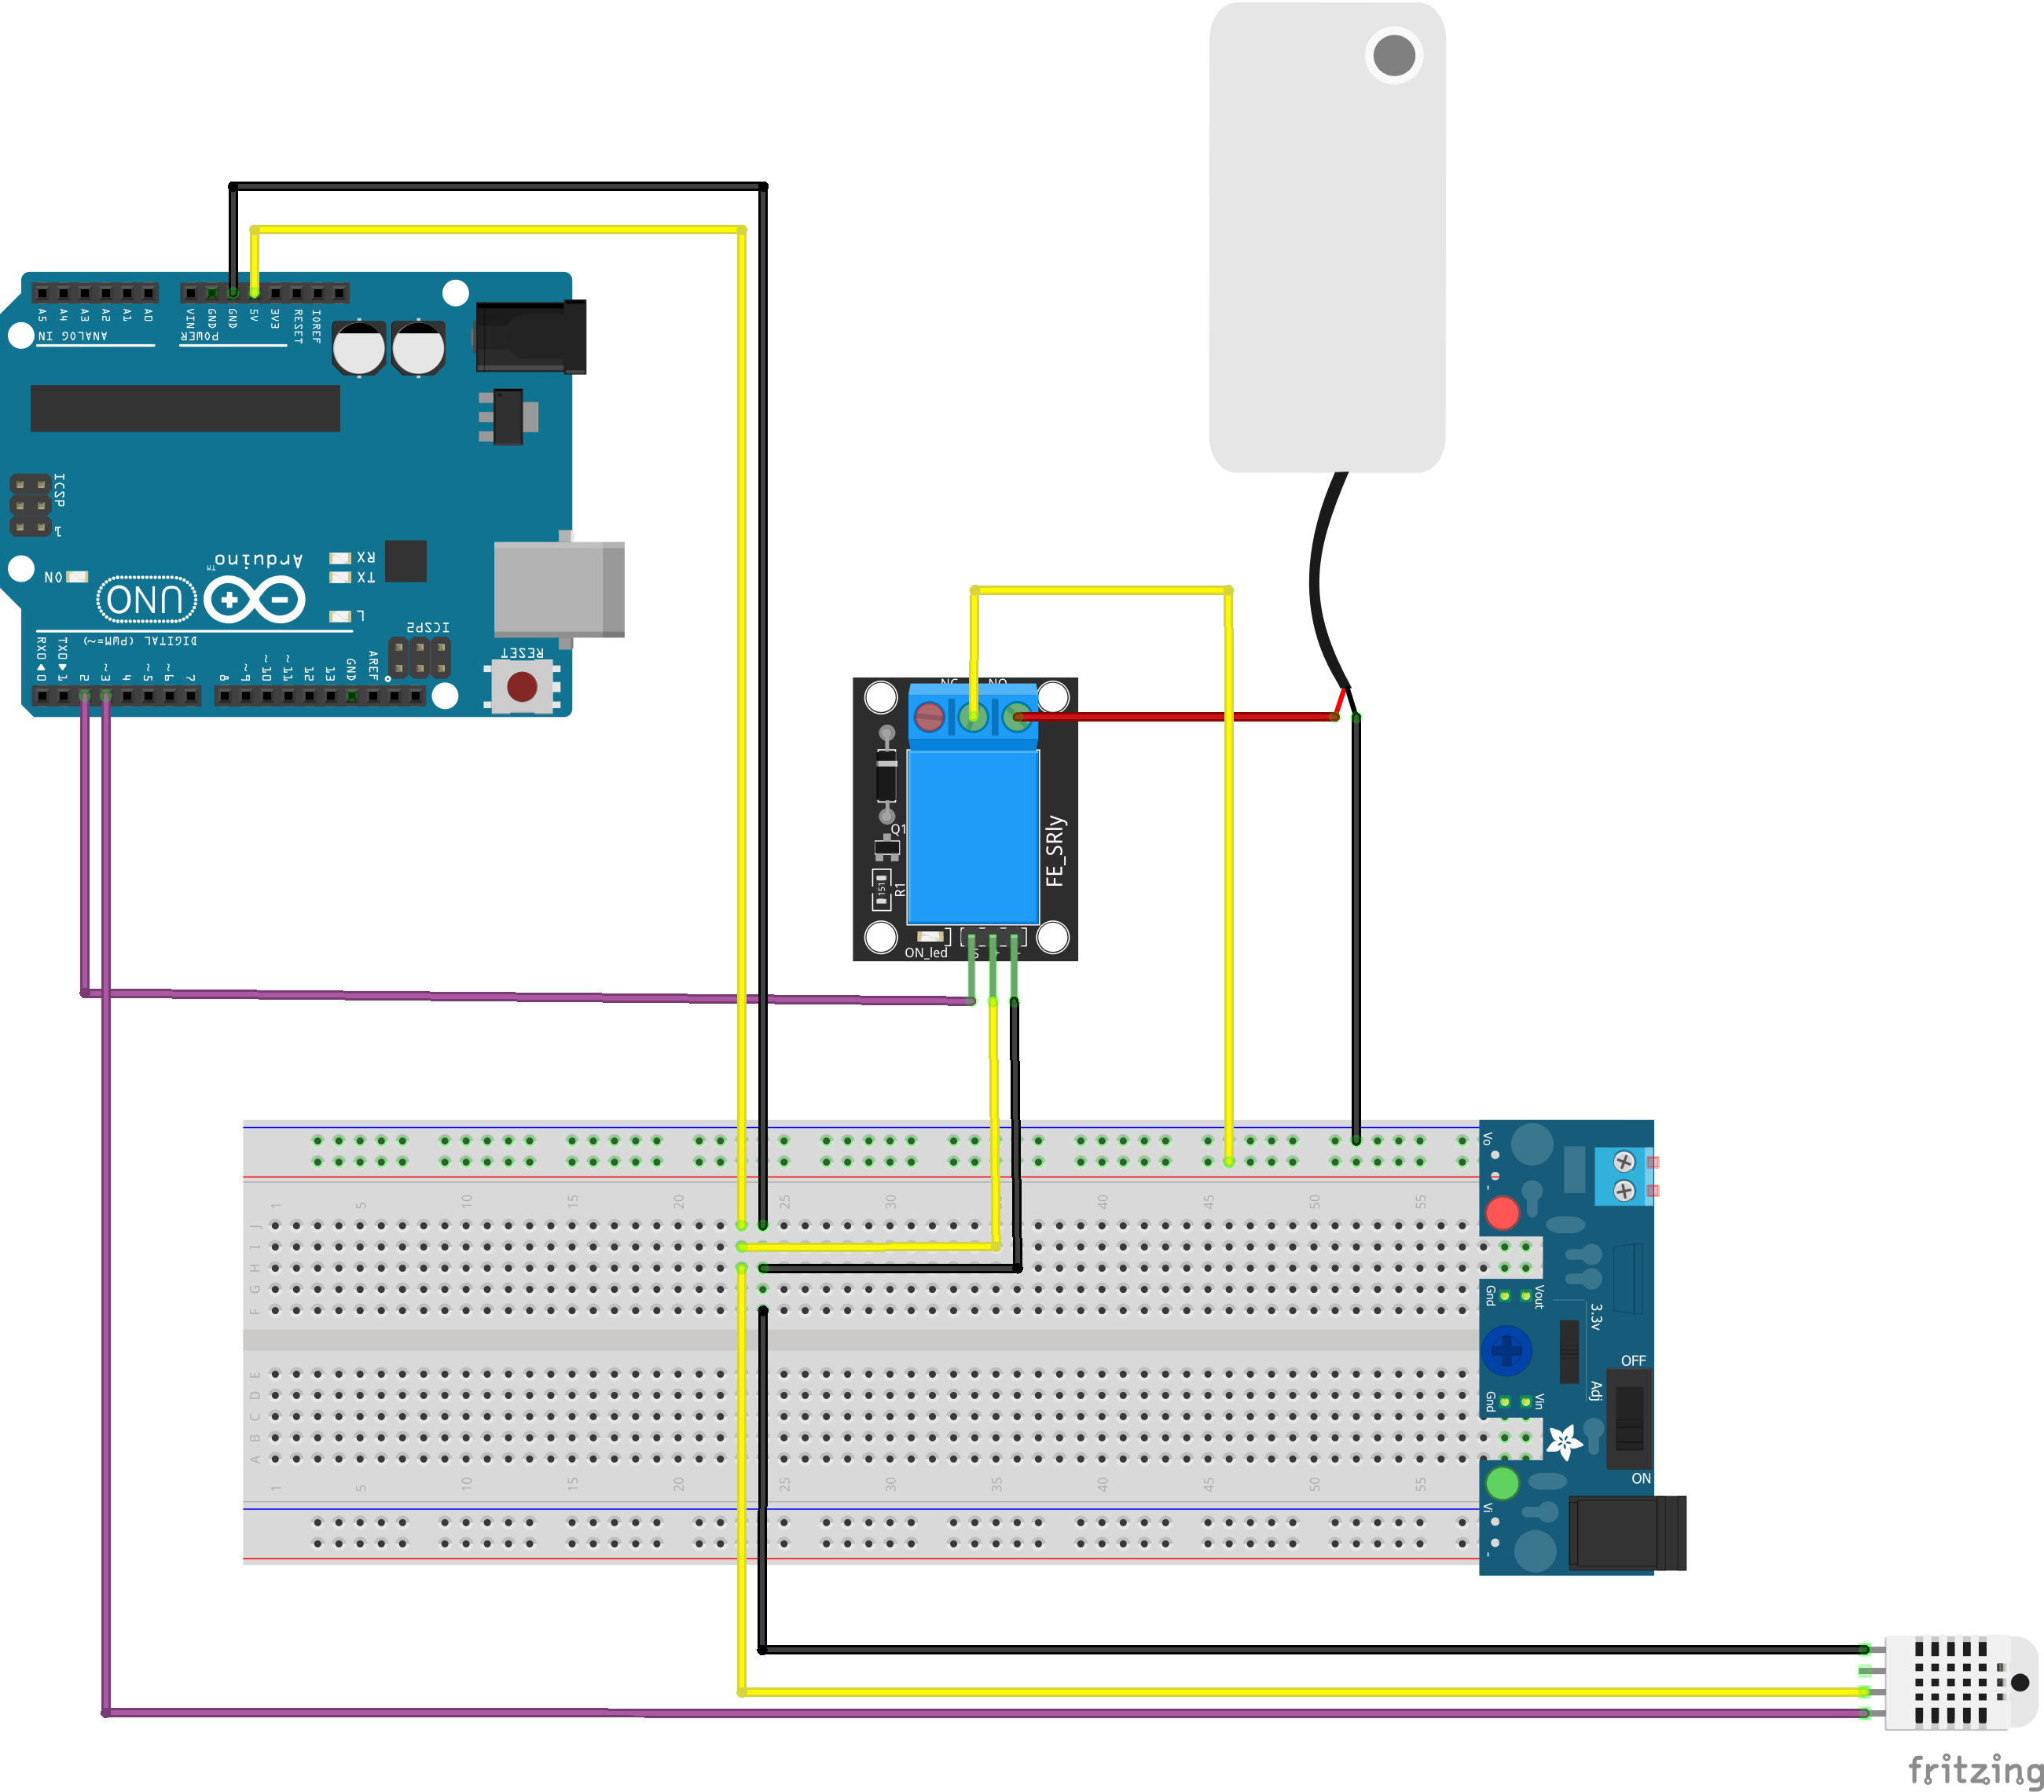 A5 A4 A3 A2 A1 A0
VIN GND GND 5V 3V3 RESET IOREF
ANALOG IN
POWER
ICSP
1
Arduino
TM
RX
TX
ON
UNO
L
ICSP2
DIGITAL (PWM=~)
RX0 TX0
0 1 2 ~3 4 ~5 ~6 7 8 ~9 ~10 ~11 12 13 GND AREF
RESET
NO
Q1
151
R1
FE_SRly
ON_led
S
Vo
-
1 5 10 15 20 25 30 40 45 50 55
J
I
H
G
F
Gnd Vout
3.3v
OFF
E
D
C
B
A
Adj
Gnd Vin
ON
1 5 10 15 20 25 30 35 40 45 50 55
Vi
-
fritzing